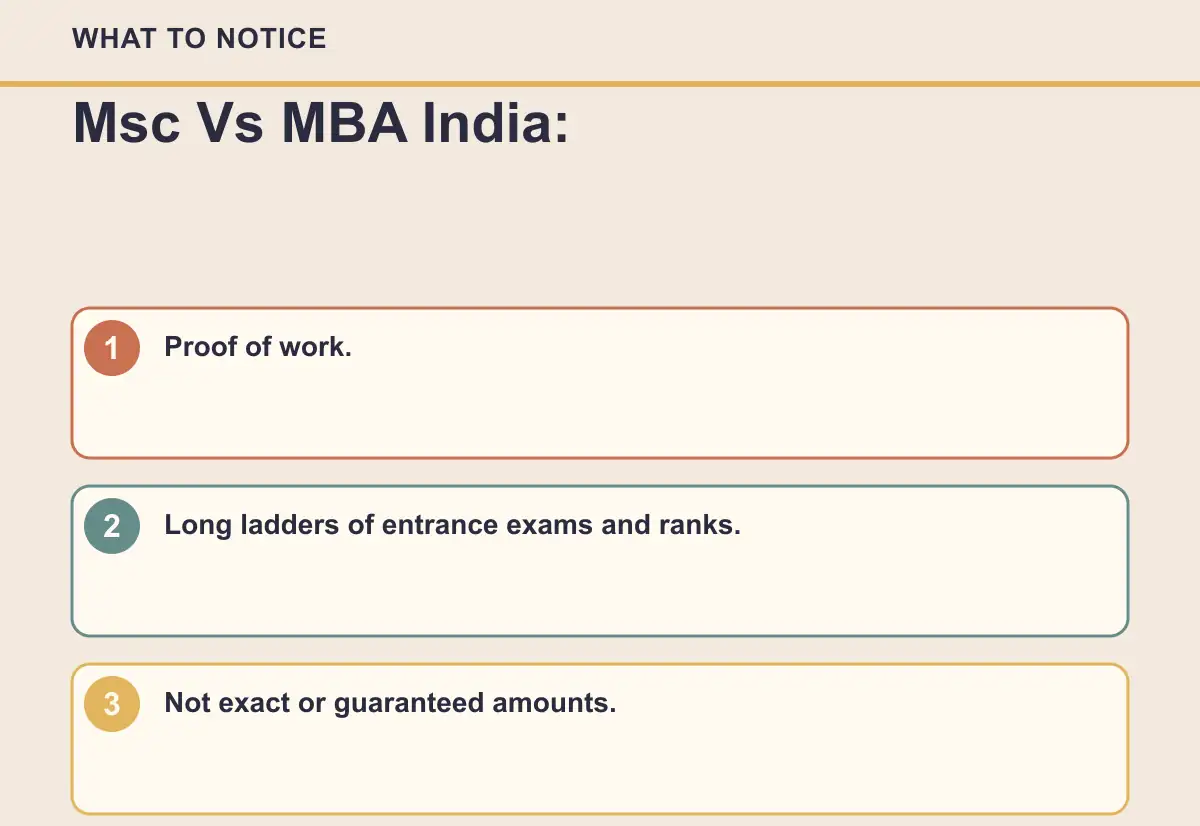 WHAT TO NOTICE
Msc Vs MBA India:
1
Proof of work.
2
Long ladders of entrance exams and ranks.
3
Not exact or guaranteed amounts.